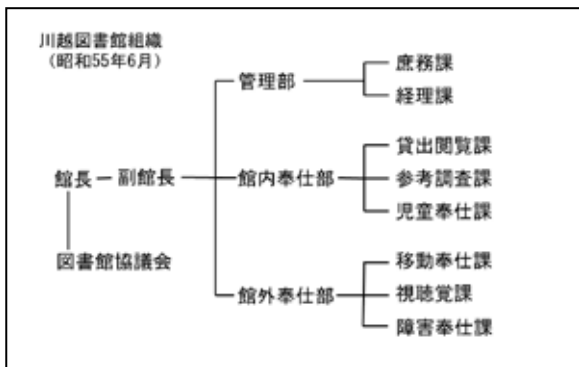 川越図書館組織
（昭和55年6月）
管理部
庶務課
経理課
館長
副館長
館内奉仕部
貸出閲覧課
参考調査課
児童奉仕課
図書館協議会
館外奉仕部
移動奉仕課
視聴覚課
障害奉仕課